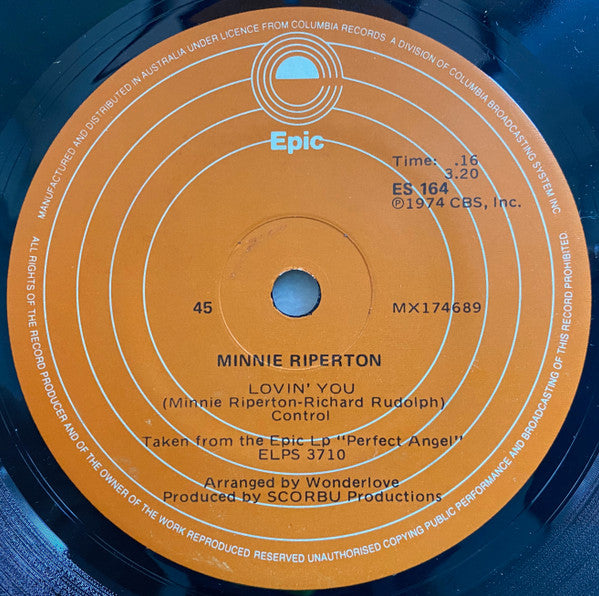 MANUFACTURED AND DISTRIBUTED IN AUSTRALIA UNDER LICENCE FROM COLUMBIA RECORDS A DIVISION OF COLUMBIA BROADCASTING SYSTEM INC.
Epic
Time: .16
3.20
ES 164
℗1974 CBS, Inc.
45
MX174689
MINNIE RIPERTON
LOVIN' YOU
(Minnie Riperton-Richard Rudolph)
Control
Taken from the Epic Lp "Perfect Angel"
ELPS 3710
Arranged by Wonderlove
Produced by SCORBU Productions
ALL RIGHTS OF THE RECORD PRODUCER AND OF THE OWNER OF THE WORK REPRODUCED RESERVED UNAUTHORISED COPYING PUBLIC PERFORMANCE AND BROADCASTING OF THIS RECORD PROHIBITED.